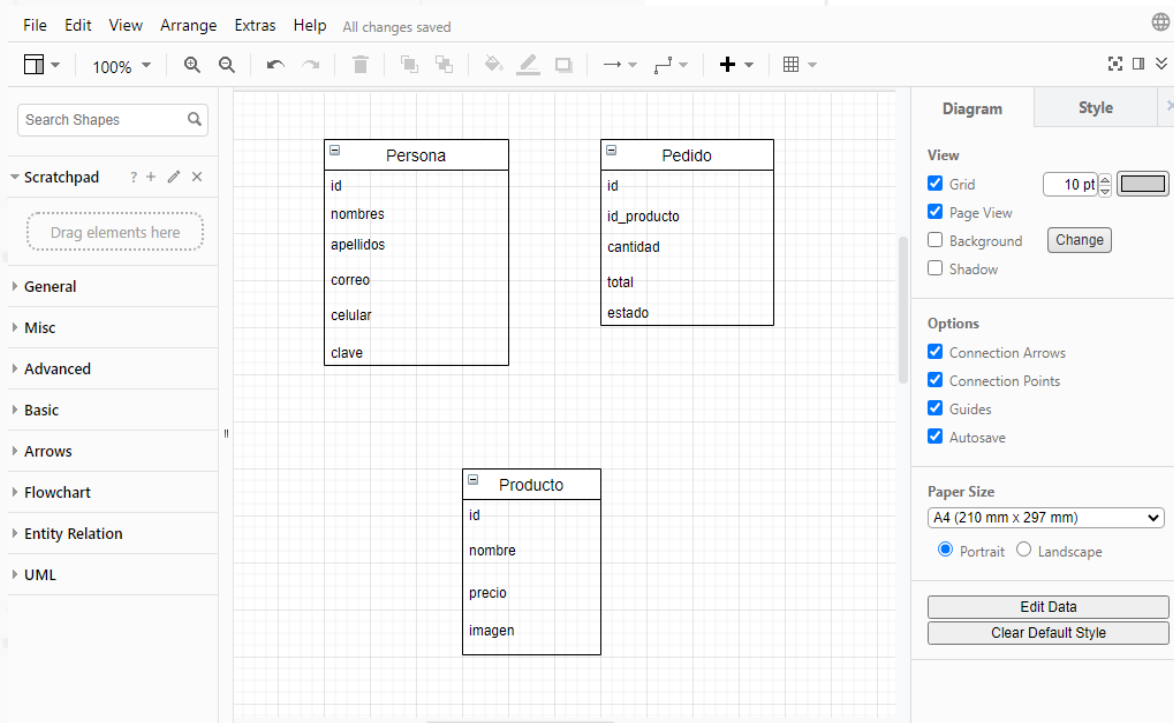 File Edit View Arrange Extras Help All changes saved
100%
Search Shapes
Scratchpad ? +
Drag elements here
General
Misc
Advanced
Basic
Arrows
Flowchart
Entity Relation
UML
Persona
id
nombres
apellidos
correo
celular
clave
Pedido
id
id_producto
cantidad
total
estado
Producto
id
nombre
precio
imagen
Diagram Style
View
Grid 10 pt
Page View
Background Change
Shadow
Options
Connection Arrows
Connection Points
Guides
Autosave
Paper Size
A4 (210 mm x 297 mm)
Portrait Landscape
Edit Data
Clear Default Style